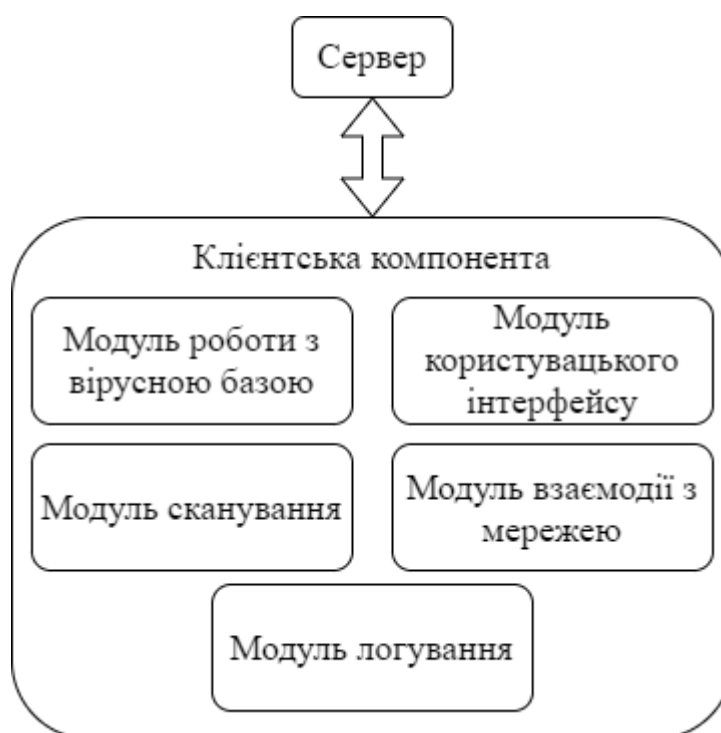 Сервер
Клієнтська компонента
Модуль роботи з
вірусною базою
Модуль
користувацького
інтерфейсу
Модуль сканування
Модуль взаємодії з
мережею
Модуль логування